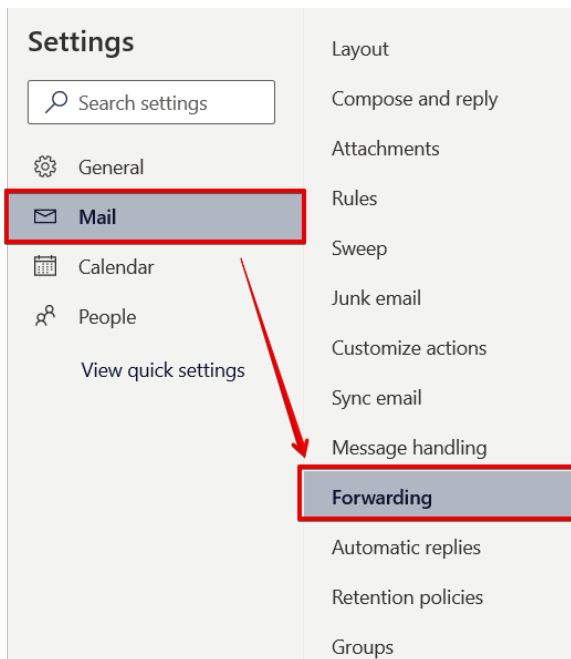 Settings
Search settings
General
Mail
Calendar
People
View quick settings
Layout
Compose and reply
Attachments
Rules
Sweep
Junk email
Customize actions
Sync email
Message handling
Forwarding
Automatic replies
Retention policies
Groups